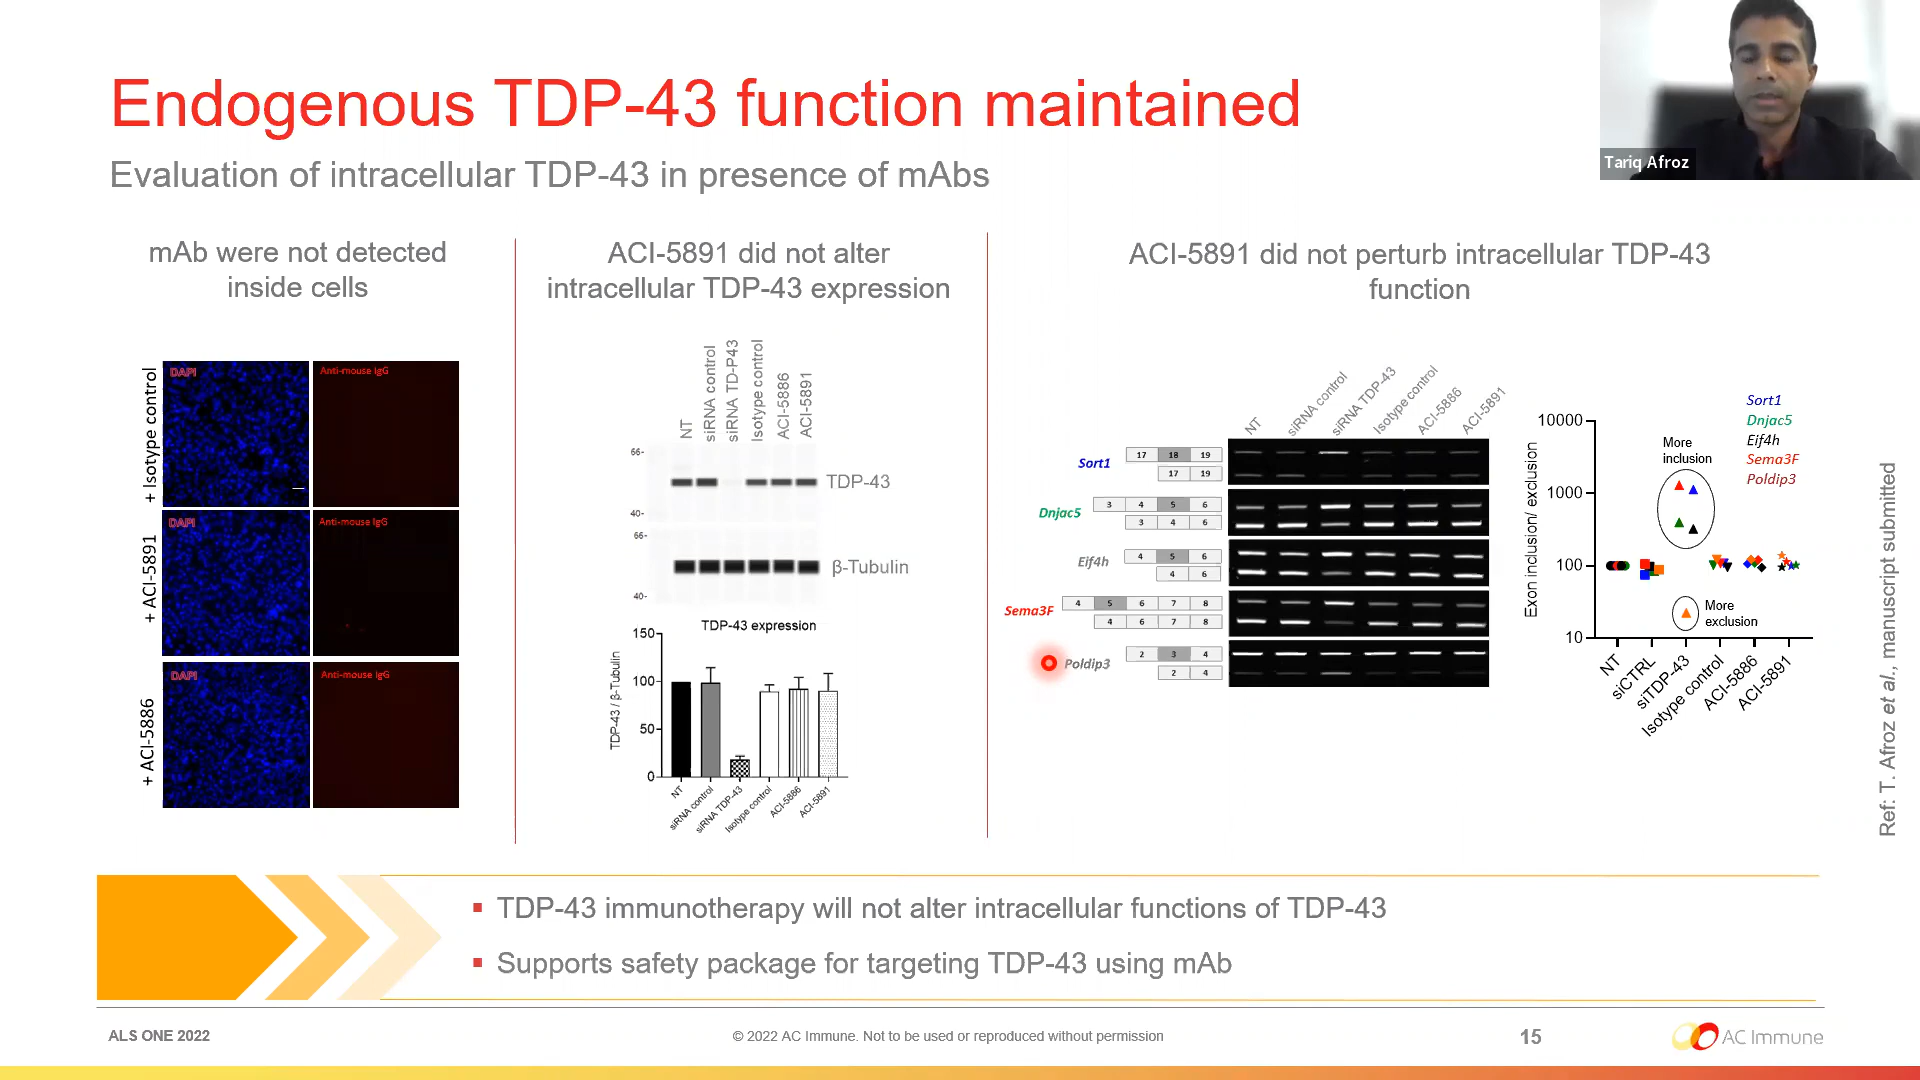 Endogenous TDP-43 function maintained
Evaluation of intracellular TDP-43 in presence of mAbs
Tariq Afroz
mAb were not detected
inside cells
+ Isotype control
DAPI
Anti-mouse IgG
+ ACI-5891
DAPI
Anti-mouse IgG
+ ACI-5886
DAPI
Anti-mouse IgG
ACI-5891 did not alter
intracellular TDP-43 expression
NT
siRNA control
siRNA TD-P43
Isotype control
ACI-5886
ACI-5891
66-
TDP-43
40-
66-
β-Tubulin
40-
TDP-43 expression
TDP-43 / β-Tubulin
150
100
50
0
NT
siRNA control
siRNA TDP-43
Isotype control
ACI-5886
ACI-5891
ACI-5891 did not perturb intracellular TDP-43
function
NT
siRNA control
siRNA TDP-43
Isotype control
ACI-5886
ACI-5891
Sort1
17 18 19
17 19
Dnjac5
3 4 5 6
3 4 6
Eif4h
4 5 6
4 6
Sema3F
4 5 6 7 8
4 6 7 8
Poldip3
2 3 4
2 4
Exon inclusion/ exclusion
10000
1000
100
10
More
inclusion
More
exclusion
Sort1
Dnjac5
Eif4h
Sema3F
Poldip3
NT
siCTRL
siTDP-43
Isotype control
ACI-5886
ACI-5891
Ref: T. Afroz et al., manuscript submitted
▪ TDP-43 immunotherapy will not alter intracellular functions of TDP-43
▪ Supports safety package for targeting TDP-43 using mAb
ALS ONE 2022
© 2022 AC Immune. Not to be used or reproduced without permission
15
AC Immune